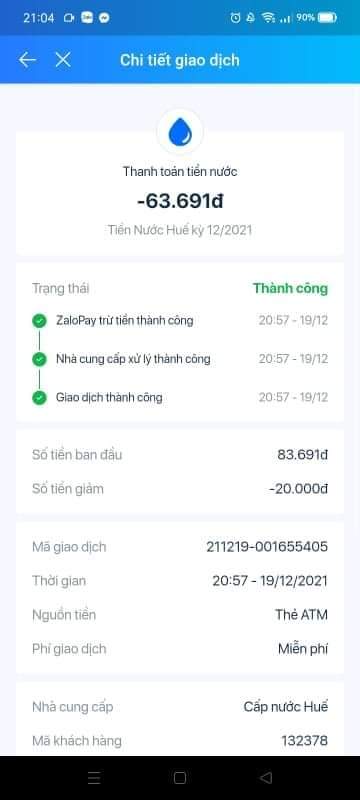 21:04 Zalo 90%
Chi tiết giao dịch
Thanh toán tiền nước
-63.691đ
Tiền Nước Huế kỳ 12/2021
Trạng thái Thành công
ZaloPay trừ tiền thành công 20:57 - 19/12
Nhà cung cấp xử lý thành công 20:57 - 19/12
Giao dịch thành công 20:57 - 19/12
Số tiền ban đầu 83.691đ
Số tiền giảm -20.000đ
Mã giao dịch 211219-001655405
Thời gian 20:57 - 19/12/2021
Nguồn tiền Thẻ ATM
Phí giao dịch Miễn phí
Nhà cung cấp Cấp nước Huế
Mã khách hàng 132378